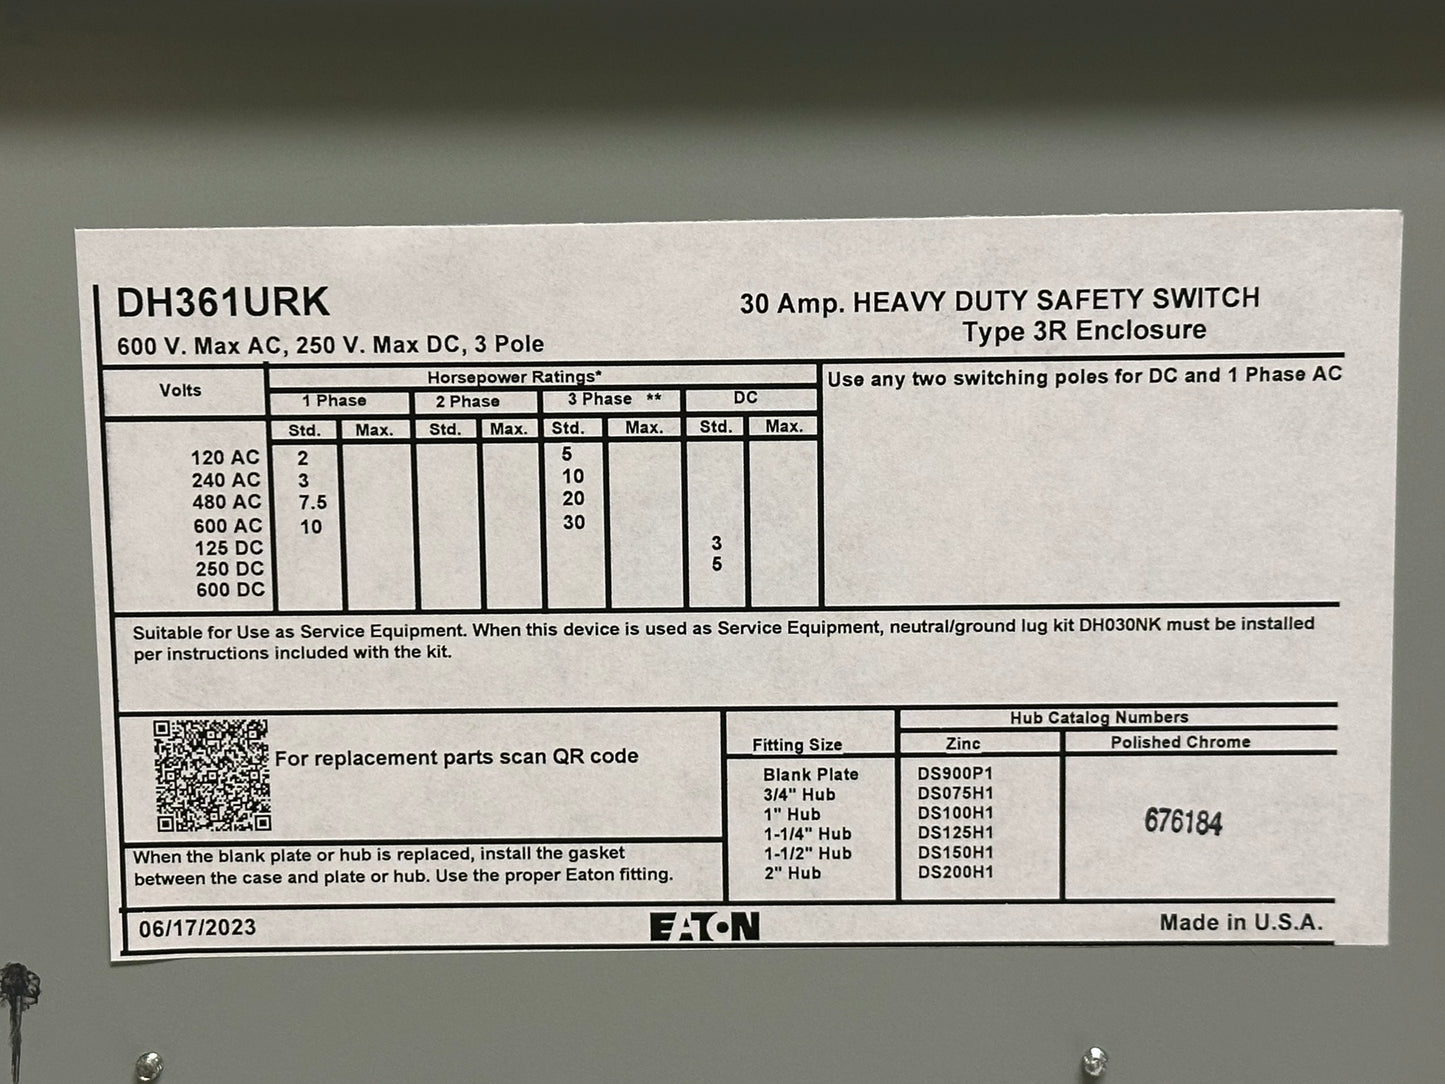 DH361URK
30 Amp. HEAVY DUTY SAFETY SWITCH
Type 3R Enclosure
600 V. Max AC, 250 V. Max DC, 3 Pole
Volts
Horsepower Ratings*
Use any two switching poles for DC and 1 Phase AC
1 Phase 2 Phase 3 Phase ** DC
Std. Max. Std. Max. Std. Max. Std. Max.
120 AC 2 5
240 AC 3 10
480 AC 7.5 20
600 AC 10 30
125 DC 3
250 DC 5
600 DC
Suitable for Use as Service Equipment. When this device is used as Service Equipment, neutral/ground lug kit DH030NK must be installed
per instructions included with the kit.
For replacement parts scan QR code
When the blank plate or hub is replaced, install the gasket
between the case and plate or hub. Use the proper Eaton fitting.
Hub Catalog Numbers
Fitting Size Zinc Polished Chrome
Blank Plate DS900P1
3/4" Hub DS075H1
1" Hub DS100H1
1-1/4" Hub DS125H1
1-1/2" Hub DS150H1
2" Hub DS200H1
676184
06/17/2023
EATON
Made in U.S.A.